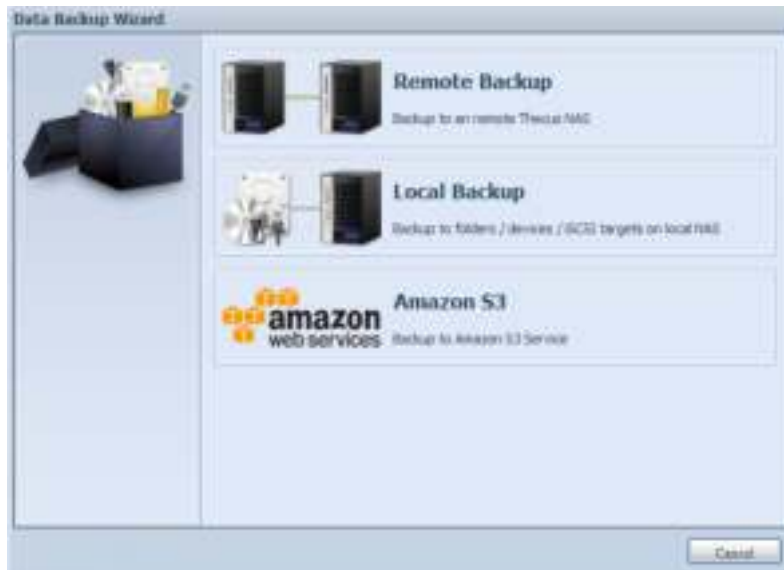 Data Backup Wizard
Remote Backup
Backup to an remote Thecus NAS
Local Backup
Backup to folders / devices / iSCSI targets on local NAS
amazon
web services
Amazon S3
Backup to Amazon S3 Service
Cancel